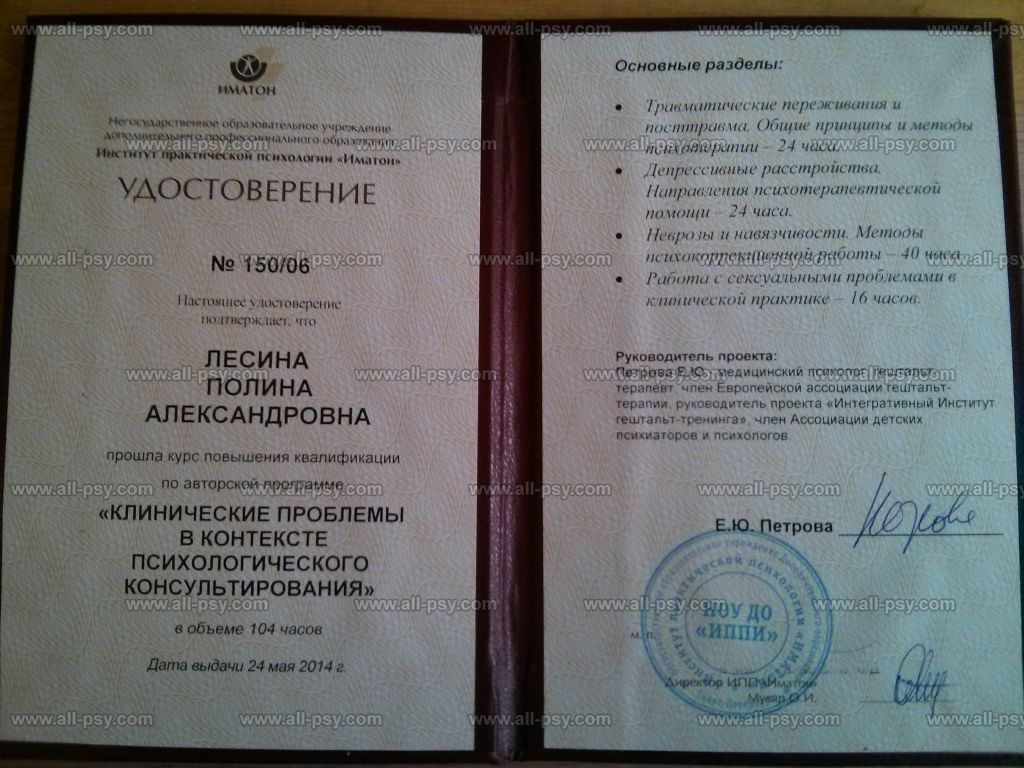 ИМАТОН
Негосударственное образовательное учреждение
дополнительного профессионального образования
Институт практической психологии «Иматон»
УДОСТОВЕРЕНИЕ
№ 150/06
Настоящее удостоверение
подтверждает, что
ЛЕСИНА
ПОЛИНА
АЛЕКСАНДРОВНА
прошла курс повышения квалификации
по авторской программе
«КЛИНИЧЕСКИЕ ПРОБЛЕМЫ
В КОНТЕКСТЕ
ПСИХОЛОГИЧЕСКОГО
КОНСУЛЬТИРОВАНИЯ»
в объеме 104 часов
Дата выдачи 24 мая 2014 г.
Основные разделы:
• Травматические переживания и
посттравма. Общие принципы и методы
психотерапии – 24 часа.
• Депрессивные расстройства.
Направления психотерапевтической
помощи – 24 часа.
• Неврозы и навязчивости. Методы
психокоррекционной работы – 40 часа
• Работа с сексуальными проблемами в
клинической практике – 16 часов.
Руководитель проекта:
Петрова Е.Ю., медицинский психолог, гештальт-
терапевт, член Европейской ассоциации гештальт-
терапии, руководитель проекта «Интегративный Институт
гештальт-тренинга», член Ассоциации детских
психиаторов и психологов
Е.Ю. Петрова
НОУ ДО
«ИППИ»
м. п.
Директор ИПП «Иматон»
Муляр О.И.
www.all-psy.com